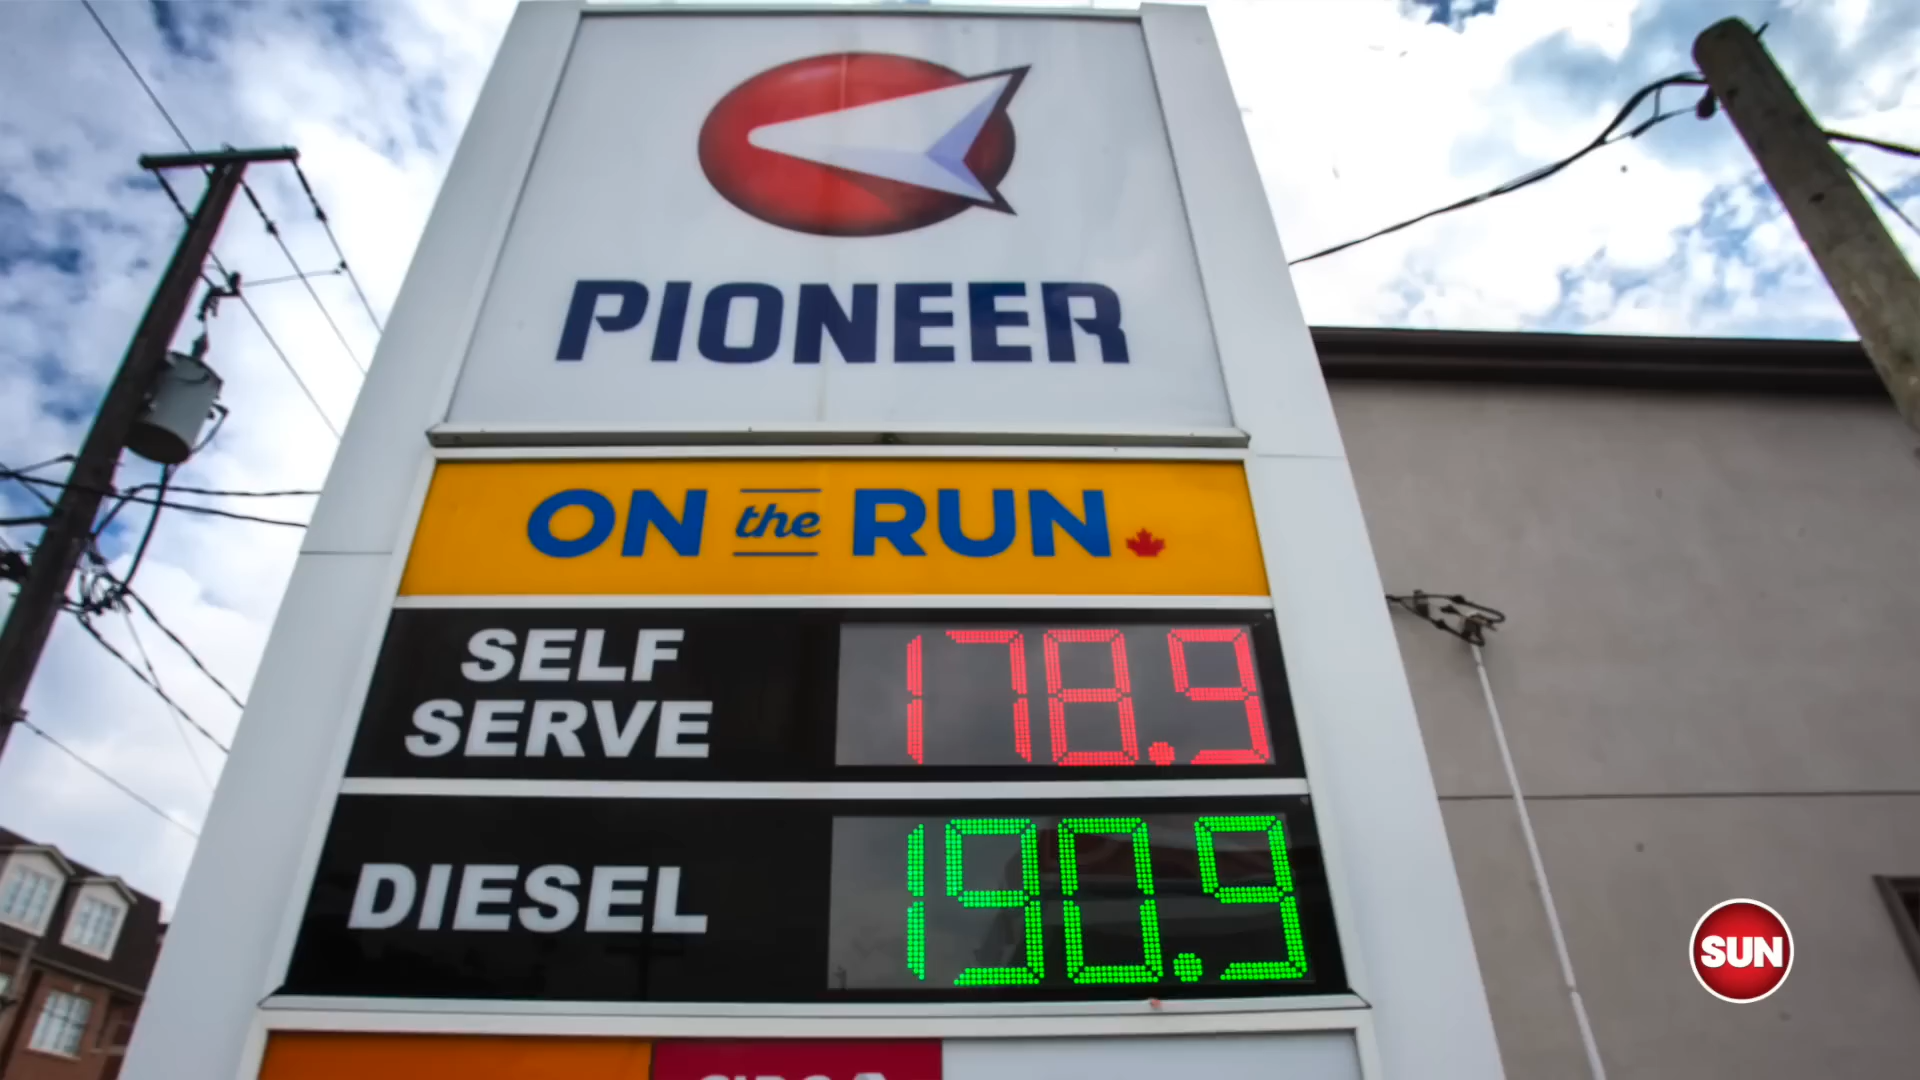 PIONEER
ON the RUN
SELF
SERVE
178.9
DIESEL
190.9
SUN